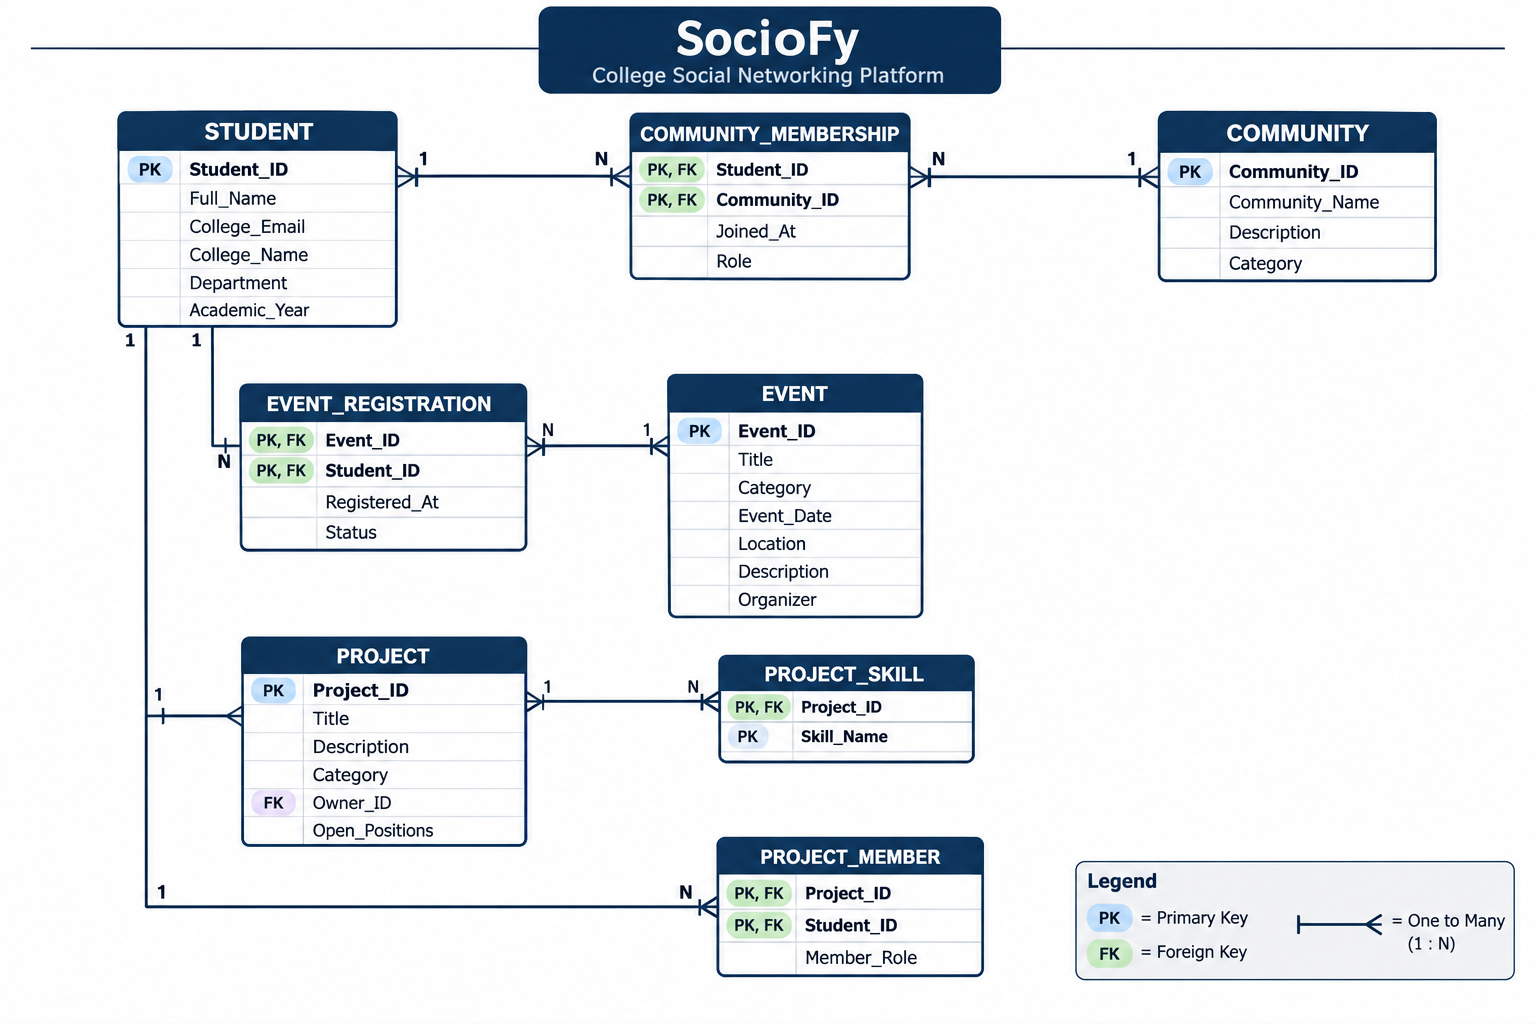 SocioFy
College Social Networking Platform
STUDENT
PK Student_ID
Full_Name
College_Email
College_Name
Department
Academic_Year
1
N
COMMUNITY_MEMBERSHIP
PK, FK Student_ID
PK, FK Community_ID
Joined_At
Role
N
1
COMMUNITY
PK Community_ID
Community_Name
Description
Category
1
1
N
EVENT_REGISTRATION
PK, FK Event_ID
PK, FK Student_ID
Registered_At
Status
N
1
EVENT
PK Event_ID
Title
Category
Event_Date
Location
Description
Organizer
1
PROJECT
PK Project_ID
Title
Description
Category
FK Owner_ID
Open_Positions
1
N
PROJECT_SKILL
PK, FK Project_ID
PK Skill_Name
1
N
PROJECT_MEMBER
PK, FK Project_ID
PK, FK Student_ID
Member_Role
Legend
PK = Primary Key
FK = Foreign Key
= One to Many
(1 : N)